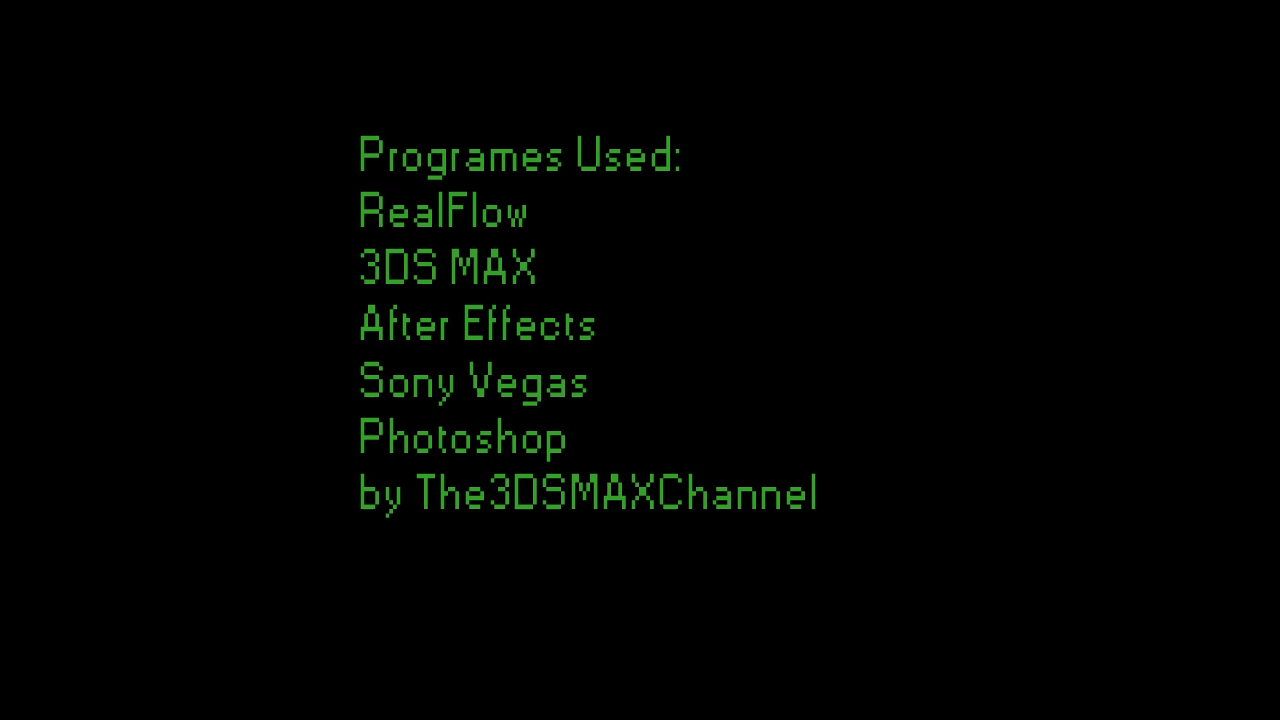 Programes Used:
RealFlow
3DS MAX
After Effects
Sony Vegas
Photoshop
by The3DSMAXChannel